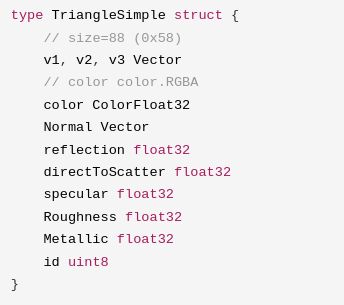 type TriangleSimple struct {
    // size=88 (0x58)
    v1, v2, v3 Vector
    // color color.RGBA
    color ColorFloat32
    Normal Vector
    reflection float32
    directToScatter float32
    specular float32
    Roughness float32
    Metallic float32
    id uint8
}